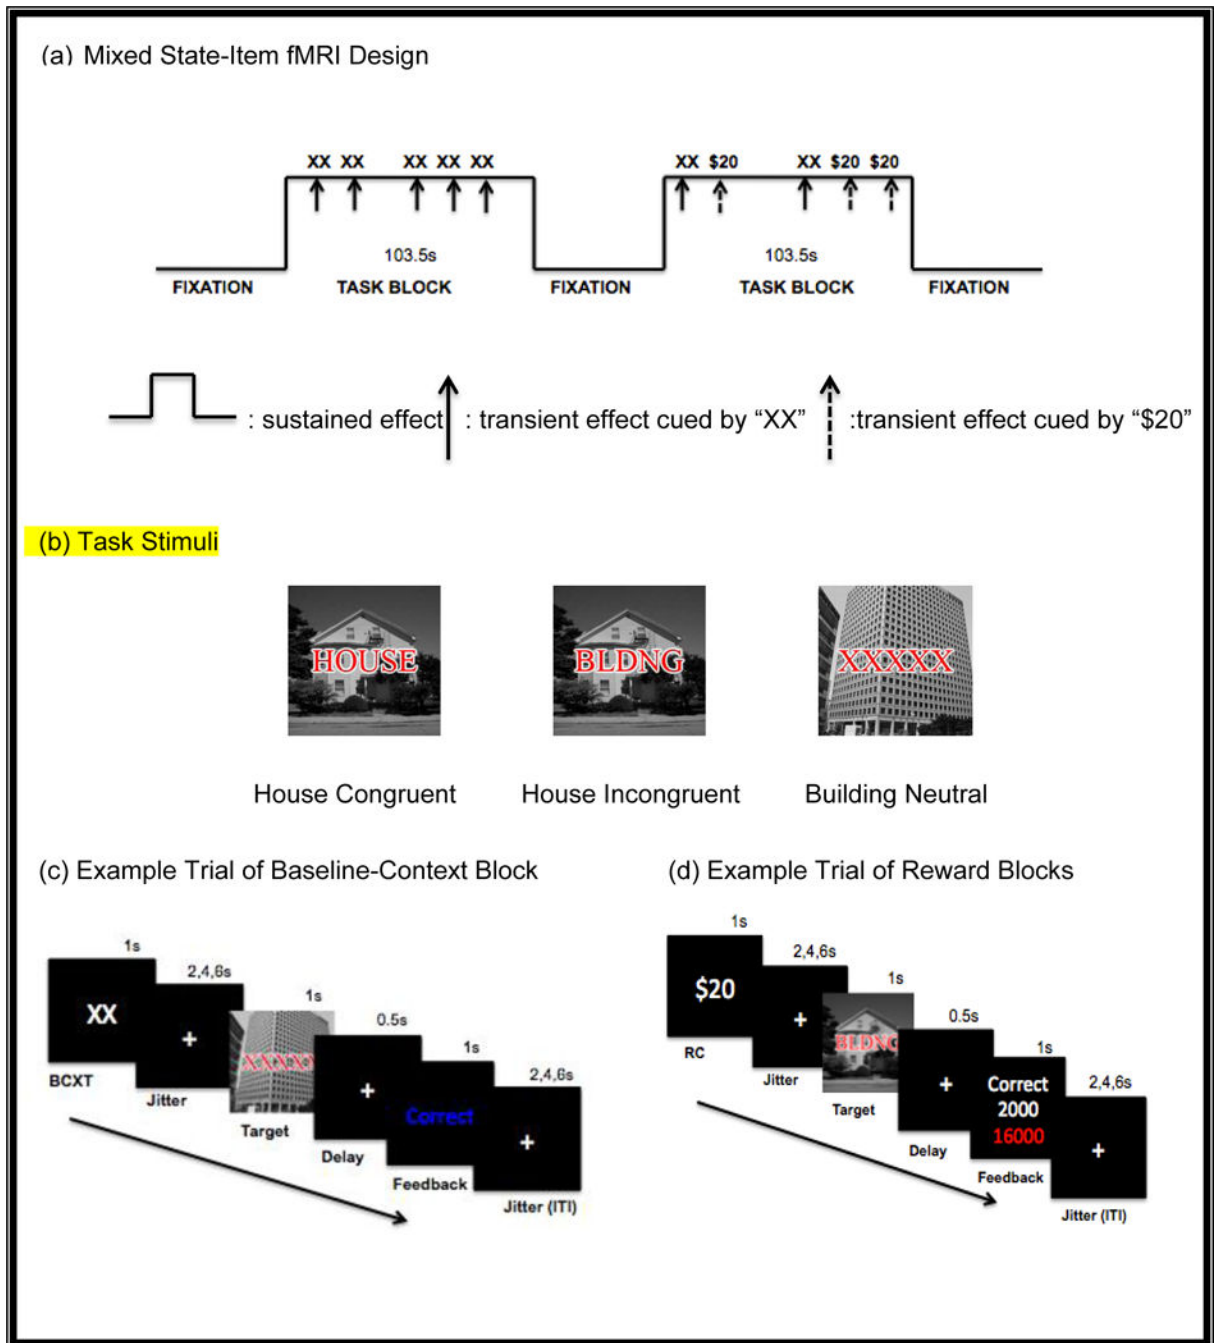 (a) Mixed State-Item fMRI Design
XX XX XX XX XX XX $20 XX $20 $20
103.5s 103.5s
FIXATION TASK BLOCK FIXATION TASK BLOCK FIXATION
: sustained effect : transient effect cued by “XX” :transient effect cued by “$20”
(b) Task Stimuli
HOUSE BLDNG XXXXX
House Congruent House Incongruent Building Neutral
(c) Example Trial of Baseline-Context Block
1s
2,4,6s
1s
0.5s
1s
2,4,6s
XX
+
XXXXX
+
Correct
+
BCXT
Jitter
Target
Delay
Feedback
Jitter (ITI)
(d) Example Trial of Reward Blocks
1s
2,4,6s
1s
0.5s
1s
2,4,6s
$20
+
BLDNG
+
Correct
2000
16000
+
RC
Jitter
Target
Delay
Feedback
Jitter (ITI)